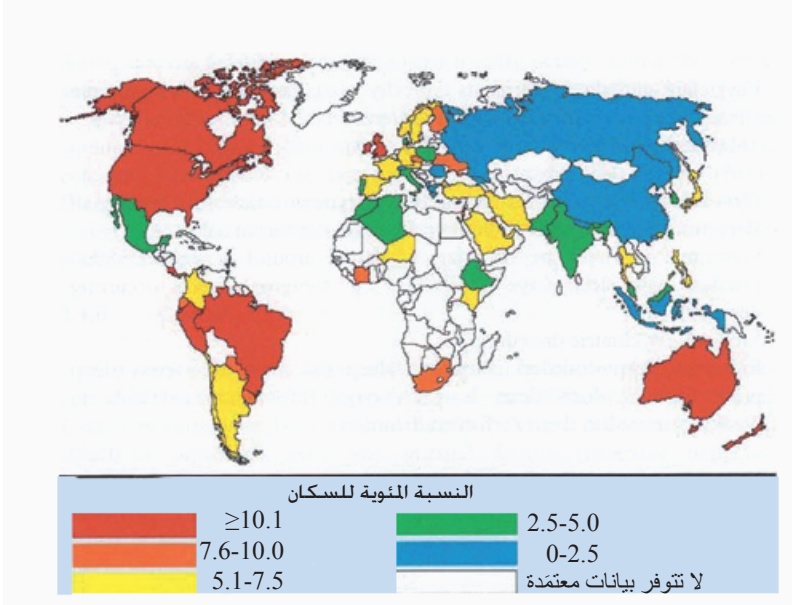 النسبة المئوية للسكان
≥10.1
7.6-10.0
5.1-7.5
2.5-5.0
0-2.5
لا تتوفر بيانات معتمَدة